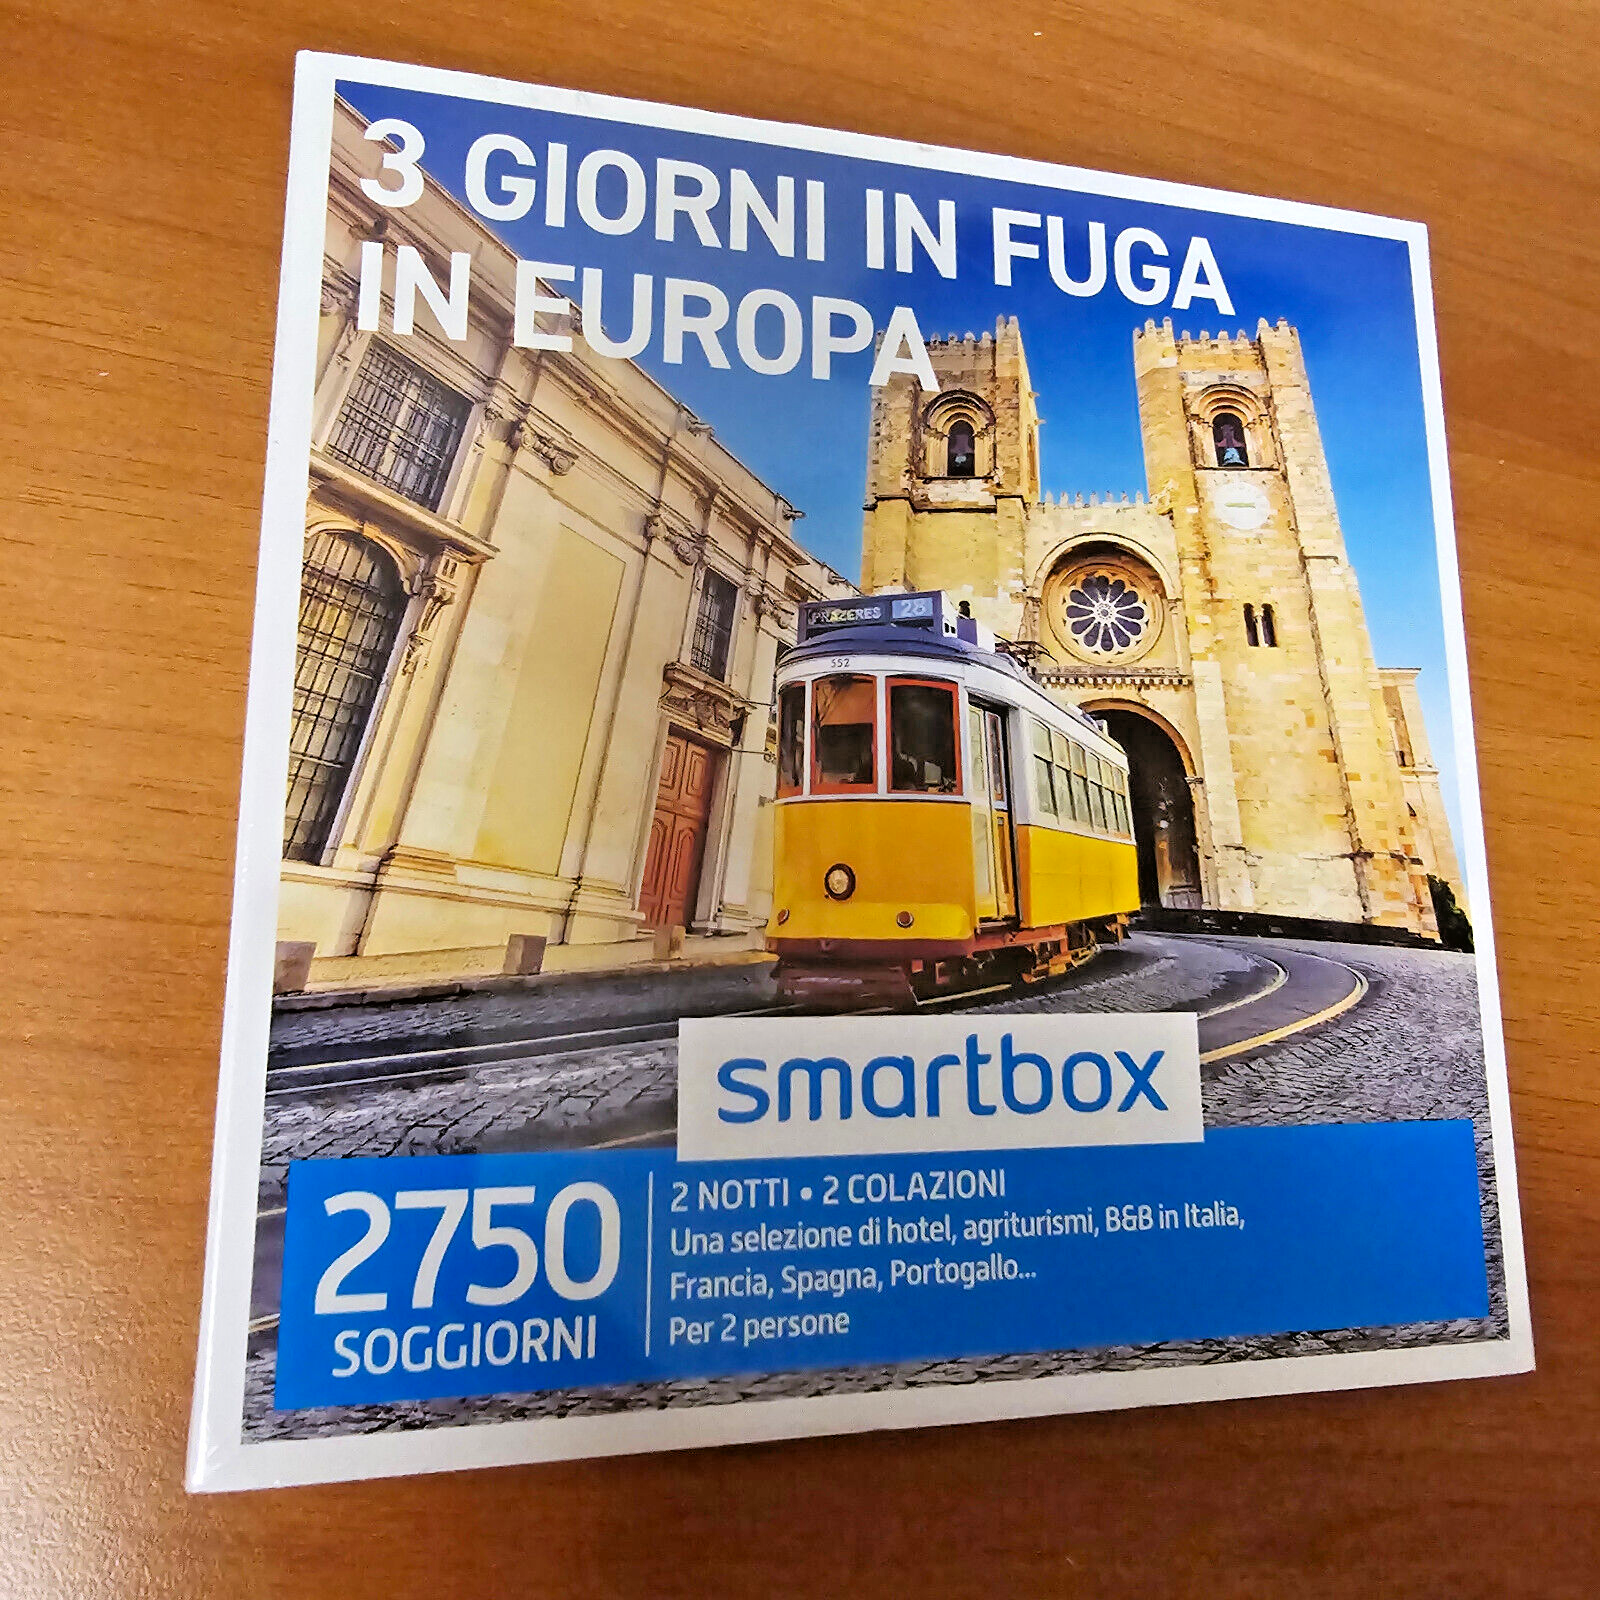 3 GIORNI IN FUGA
IN EUROPA
PRAZERES 28
552
smartbox
2750
SOGGIORNI
2 NOTTI • 2 COLAZIONI
Una selezione di hotel, agriturismi, B&B in Italia,
Francia, Spagna, Portogallo...
Per 2 persone